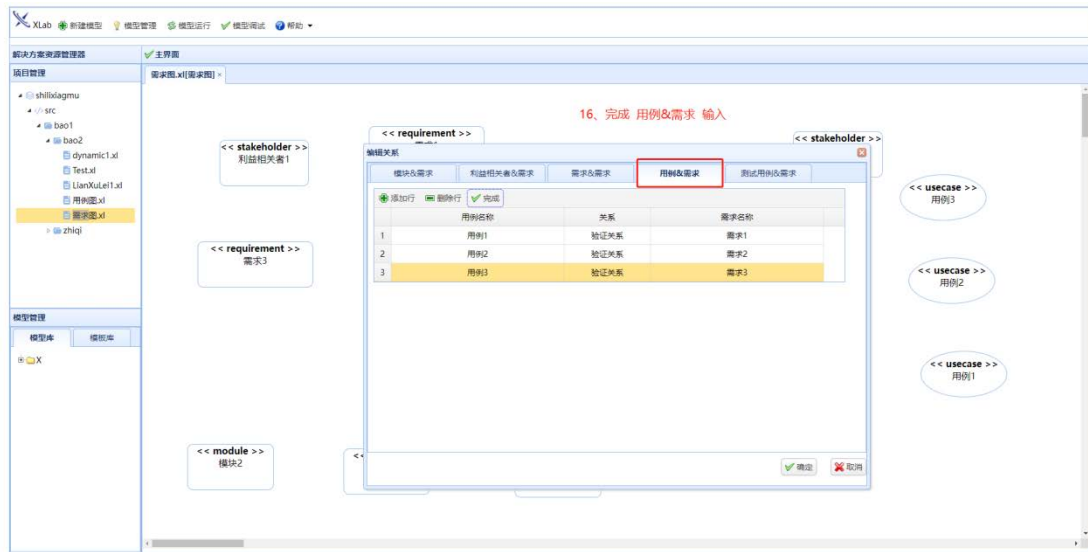 XLab 新建模型 模型管理 模型运行 模型调试 帮助
解决方案资源管理器 主界面
项目管理 需求图.xl[需求图] ×
shilixiagmu
src
bao1
bao2
dynamic1.xl
Test.xl
LianXuLei1.xl
用例图.xl
需求图.xl
zhiqi
模型管理
模型库 模板库
X
16、完成 用例&需求 输入
<< stakeholder >>
利益相关者1
<< requirement >>
<< stakeholder >>
<< requirement >>
需求3
<< module >>
模块2
<< usecase >>
用例3
<< usecase >>
用例2
<< usecase >>
用例1
编辑关系
模块&需求 利益相关者&需求 需求&需求 用例&需求 测试用例&需求
添加行 删除行 完成
用例名称 关系 需求名称
1 用例1 验证关系 需求1
2 用例2 验证关系 需求2
3 用例3 验证关系 需求3
确定 取消